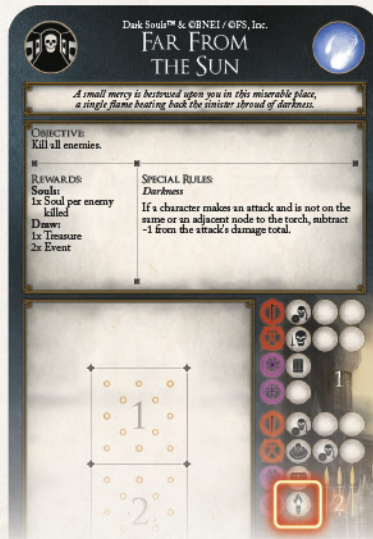 Dark Souls™ & ©BNEI / ©FS, Inc.
FAR FROM
THE SUN
A small mercy is bestowed upon you in this miserable place,
a single flame beating back the sinister shroud of darkness.
OBJECTIVE:
Kill all enemies.
REWARDS:
Souls:
1x Soul per enemy
killed
Draw:
1x Treasure
2x Event
SPECIAL RULES:
Darkness
If a character makes an attack and is not on the
same or an adjacent node to the torch, subtract
-1 from the attack's damage total.
1
1
2
2